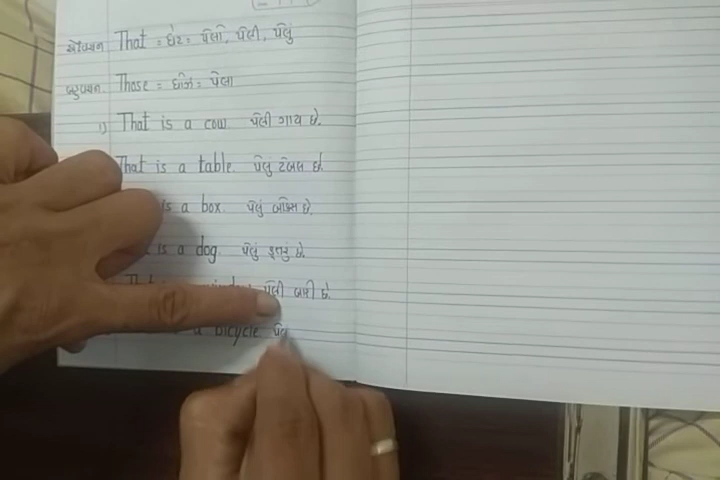 એકવચન That = ધેટ = પેલો, પેલી, પેલું
બહુવચન Those = ધોઝ = પેલા
1) That is a cow. પેલી ગાય છે.
That is a table. પેલું ટેબલ છે.
is a box. પેલું બોક્સ છે.
is a dog. પેલું કુતરું છે.
પેલી બારી છે.
a bicycle પેલ